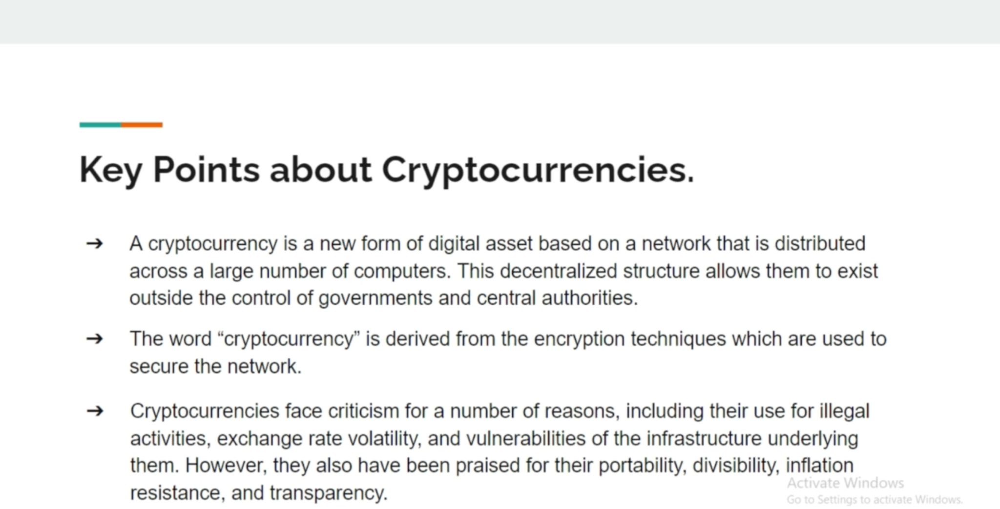 Key Points about Cryptocurrencies.
➔ A cryptocurrency is a new form of digital asset based on a network that is distributed
across a large number of computers. This decentralized structure allows them to exist
outside the control of governments and central authorities.
➔ The word “cryptocurrency” is derived from the encryption techniques which are used to
secure the network.
➔ Cryptocurrencies face criticism for a number of reasons, including their use for illegal
activities, exchange rate volatility, and vulnerabilities of the infrastructure underlying
them. However, they also have been praised for their portability, divisibility, inflation
resistance, and transparency.
Activate Windows
Go to Settings to activate Windows.